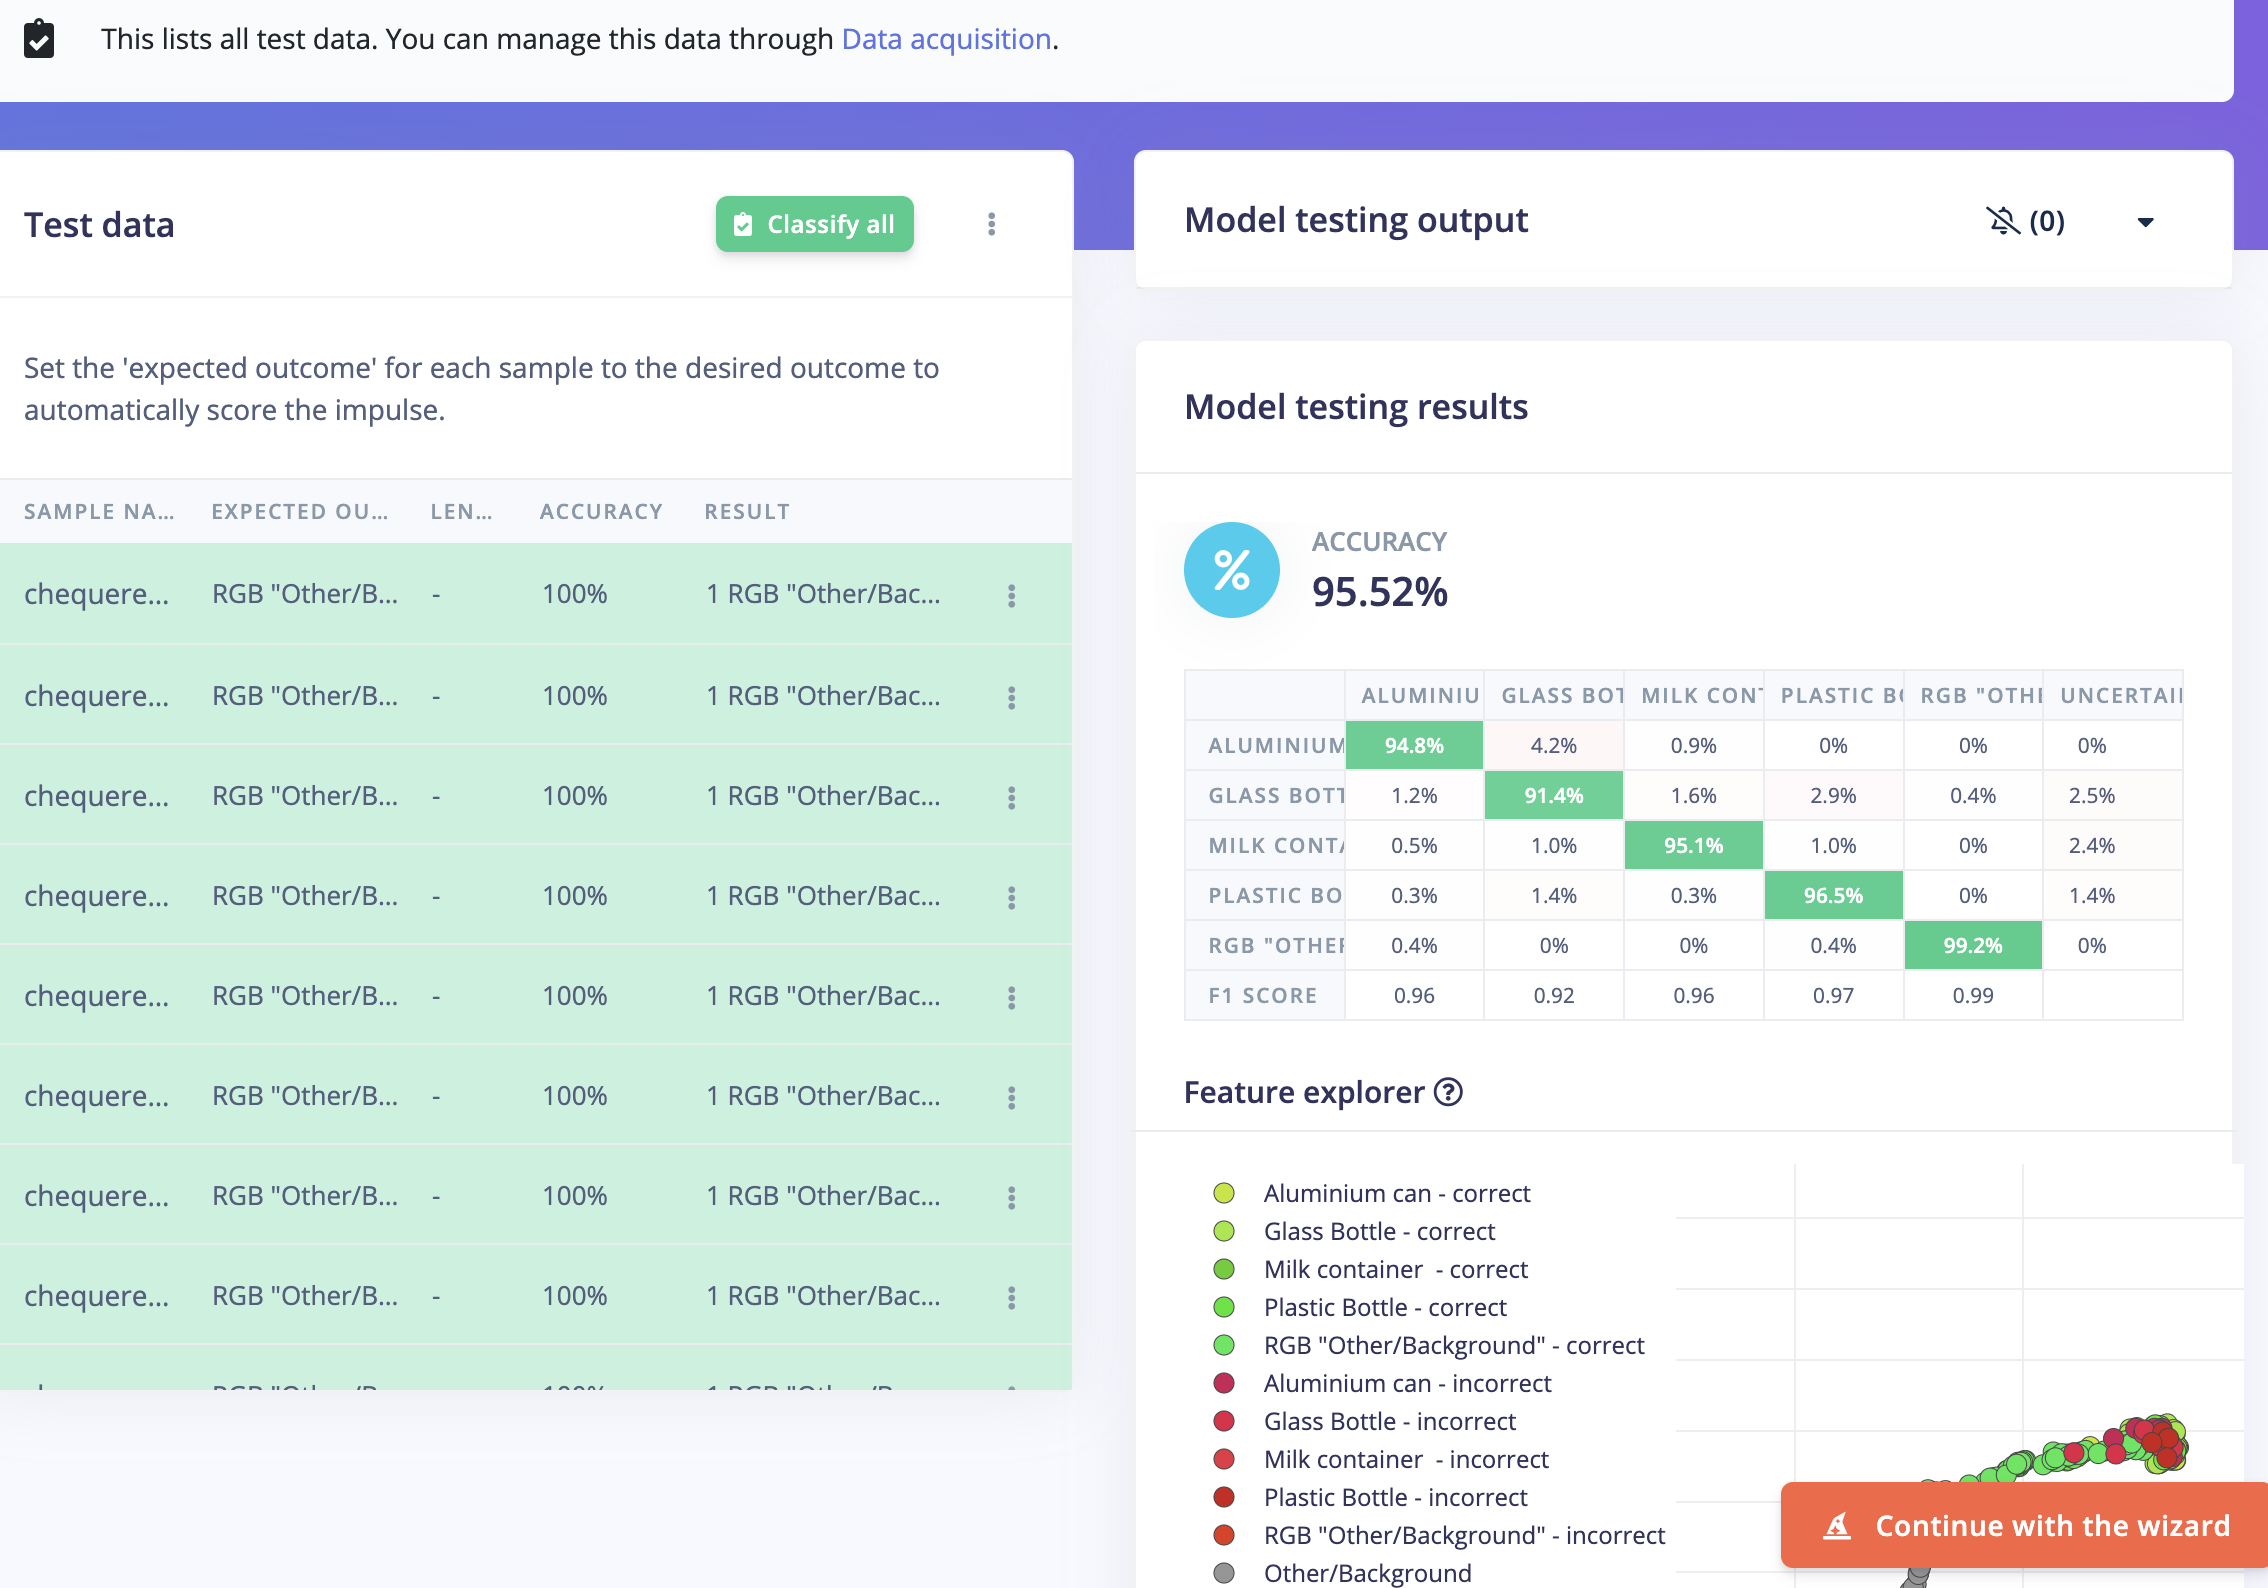 This lists all test data. You can manage this data through Data acquisition.
Test data
Classify all
Set the 'expected outcome' for each sample to the desired outcome to
automatically score the impulse.
SAMPLE NA... EXPECTED OU... LEN... ACCURACY RESULT
chequere... RGB "Other/B... - 100% 1 RGB "Other/Bac...
chequere... RGB "Other/B... - 100% 1 RGB "Other/Bac...
chequere... RGB "Other/B... - 100% 1 RGB "Other/Bac...
chequere... RGB "Other/B... - 100% 1 RGB "Other/Bac...
chequere... RGB "Other/B... - 100% 1 RGB "Other/Bac...
chequere... RGB "Other/B... - 100% 1 RGB "Other/Bac...
chequere... RGB "Other/B... - 100% 1 RGB "Other/Bac...
chequere... RGB "Other/B... - 100% 1 RGB "Other/Bac...
Model testing output (0)
Model testing results
%
ACCURACY
95.52%
ALUMINIU GLASS BOT MILK CONT PLASTIC BO RGB "OTHE UNCERTAI
ALUMINIUM 94.8% 4.2% 0.9% 0% 0% 0%
GLASS BOTT 1.2% 91.4% 1.6% 2.9% 0.4% 2.5%
MILK CONTA 0.5% 1.0% 95.1% 1.0% 0% 2.4%
PLASTIC BO 0.3% 1.4% 0.3% 96.5% 0% 1.4%
RGB "OTHER 0.4% 0% 0% 0.4% 99.2% 0%
F1 SCORE 0.96 0.92 0.96 0.97 0.99
Feature explorer ?
Aluminium can - correct
Glass Bottle - correct
Milk container - correct
Plastic Bottle - correct
RGB "Other/Background" - correct
Aluminium can - incorrect
Glass Bottle - incorrect
Milk container - incorrect
Plastic Bottle - incorrect
RGB "Other/Background" - incorrect
Other/Background
Continue with the wizard